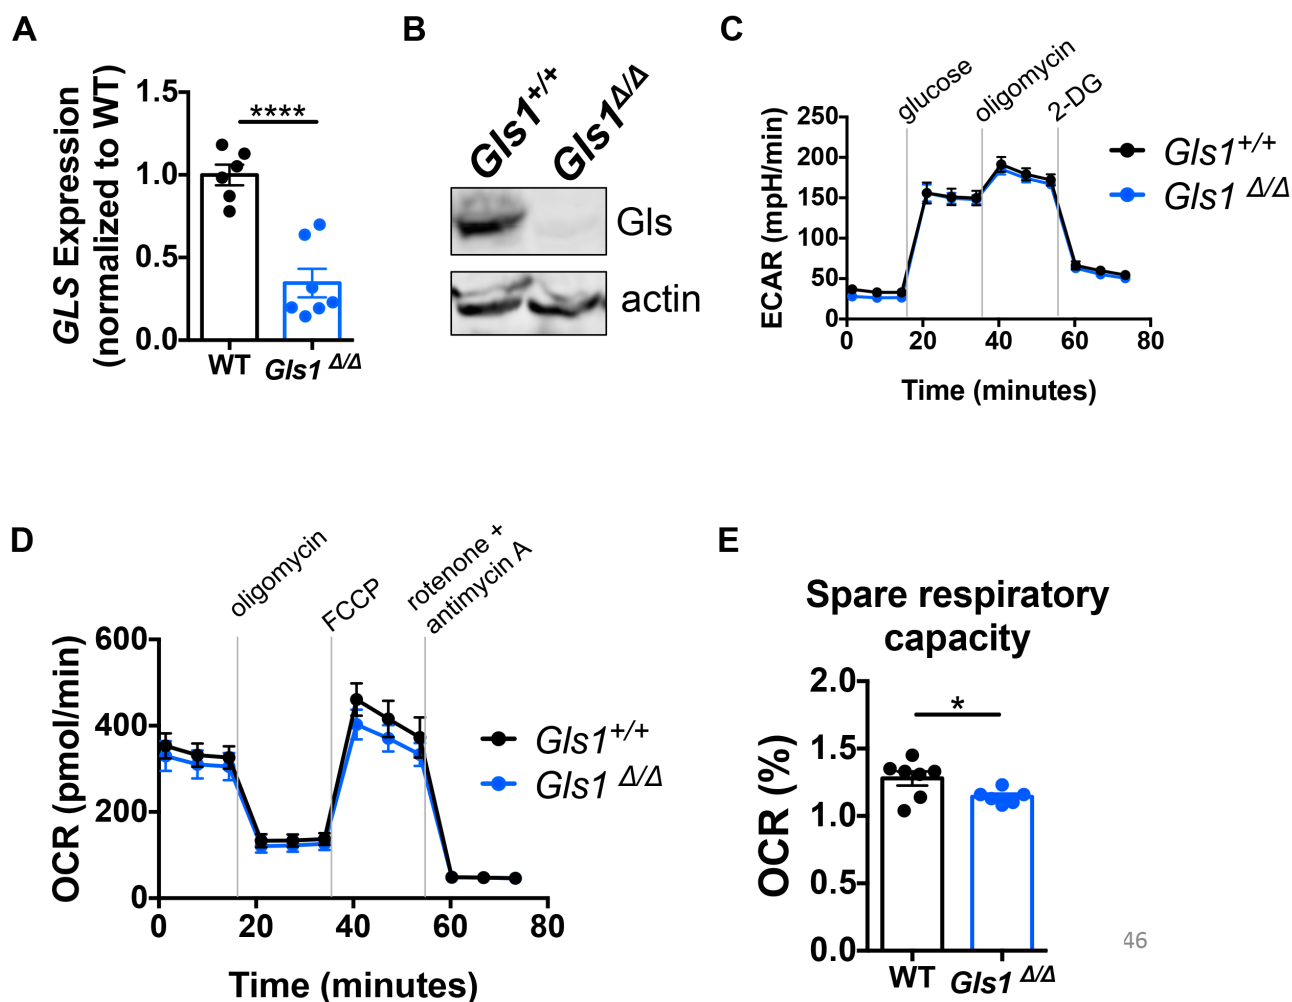 A
GLS Expression
(normalized to WT)
1.5
1.0
0.5
0.0
****
WT
Gls1 Δ/Δ
B
Gls1+/+
Gls1Δ/Δ
Gls
actin
C
glucose
oligomycin
2-DG
ECAR (mpH/min)
250
200
150
100
50
0
0
20
40
60
80
Time (minutes)
Gls1+/+
Gls1 Δ/Δ
D
oligomycin
FCCP
rotenone +
antimycin A
OCR (pmol/min)
600
400
200
0
0
20
40
60
80
Time (minutes)
Gls1+/+
Gls1 Δ/Δ
E
Spare respiratory
capacity
OCR (%)
2.0
1.5
1.0
0.5
0.0
*
WT
Gls1 Δ/Δ
46